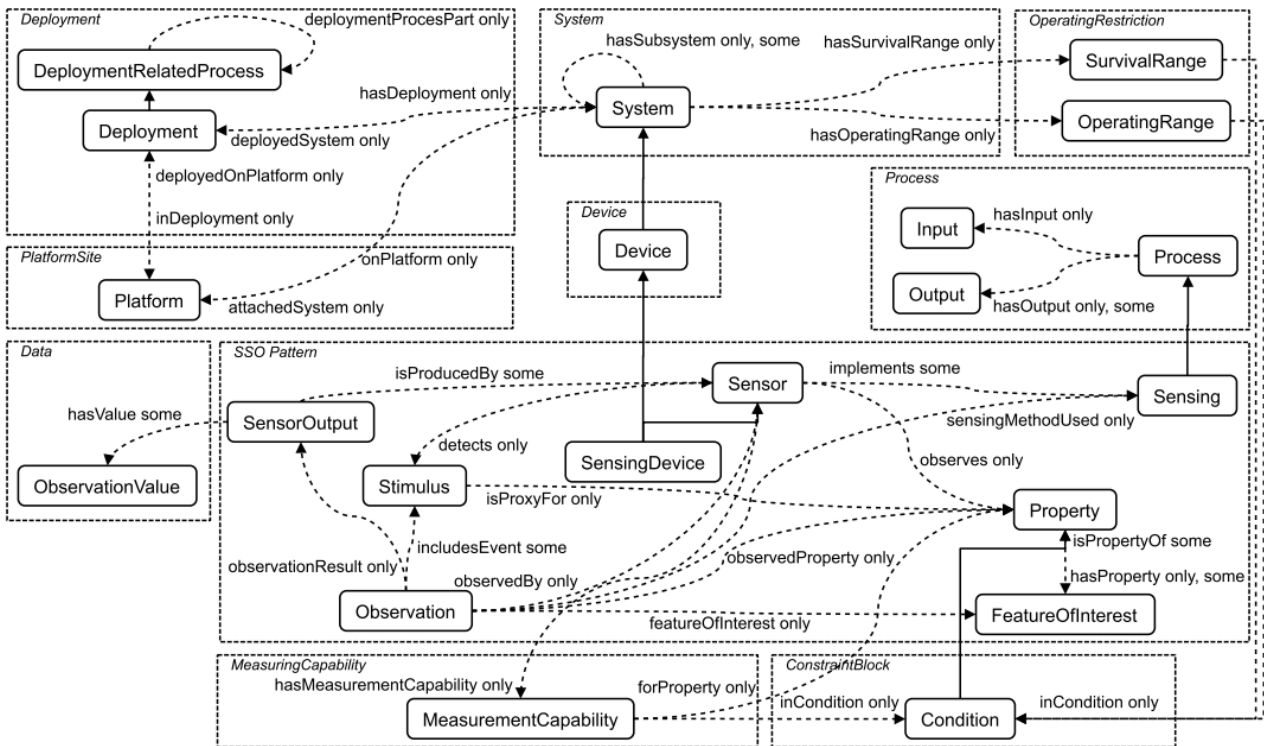 Deployment
deploymentProcesPart only
DeploymentRelatedProcess
Deployment
hasDeployment only
deployedSystem only
deployedOnPlatform only
inDeployment only
System
hasSubsystem only, some
System
hasSurvivalRange only
hasOperatingRange only
OperatingRestriction
SurvivalRange
OperatingRange
PlatformSite
Platform
onPlatform only
attachedSystem only
Device
Device
Process
Input
hasInput only
Process
Output
hasOutput only, some
Data
hasValue some
ObservationValue
SSO Pattern
isProducedBy some
Sensor
implements some
SensorOutput
Sensing
sensingMethodUsed only
detects only
SensingDevice
observes only
Stimulus
isProxyFor only
Property
isPropertyOf some
includesEvent some
observationResult only
observedBy only
observedProperty only
hasProperty only, some
Observation
featureOfInterest only
FeatureOfInterest
MeasuringCapability
hasMeasurementCapability only
forProperty only
MeasurementCapability
ConstraintBlock
inCondition only
Condition
inCondition only